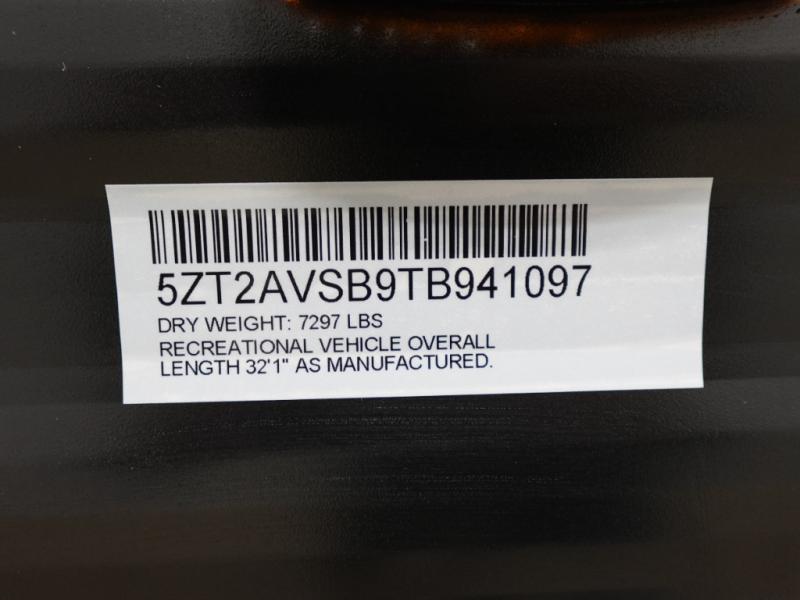 5ZT2AVSB9TB941097
DRY WEIGHT: 7297 LBS
RECREATIONAL VEHICLE OVERALL
LENGTH 32'1" AS MANUFACTURED.